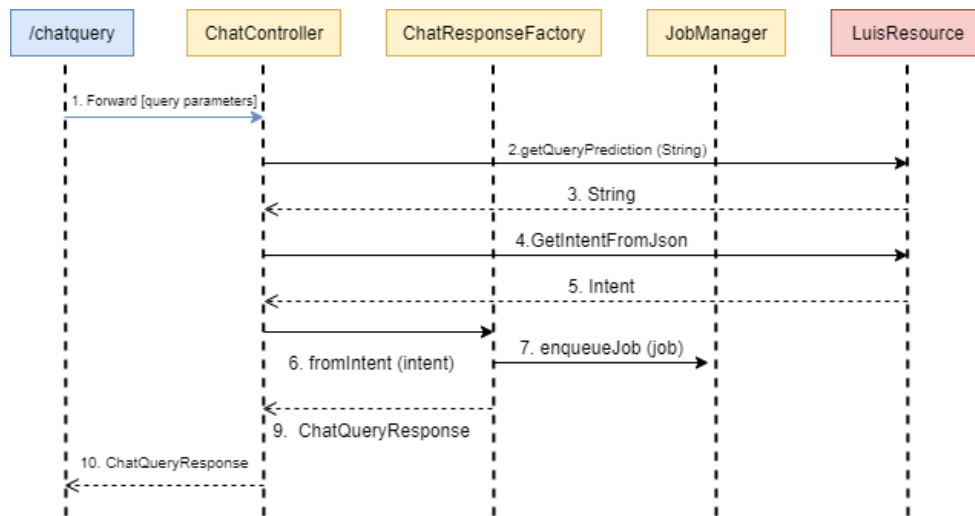 /chatquery
ChatController
ChatResponseFactory
JobManager
LuisResource
1. Forward [query parameters]
2.getQueryPrediction (String)
3. String
4.GetIntentFromJson
5. Intent
6. fromIntent (intent)
7. enqueueJob (job)
9. ChatQueryResponse
10. ChatQueryResponse